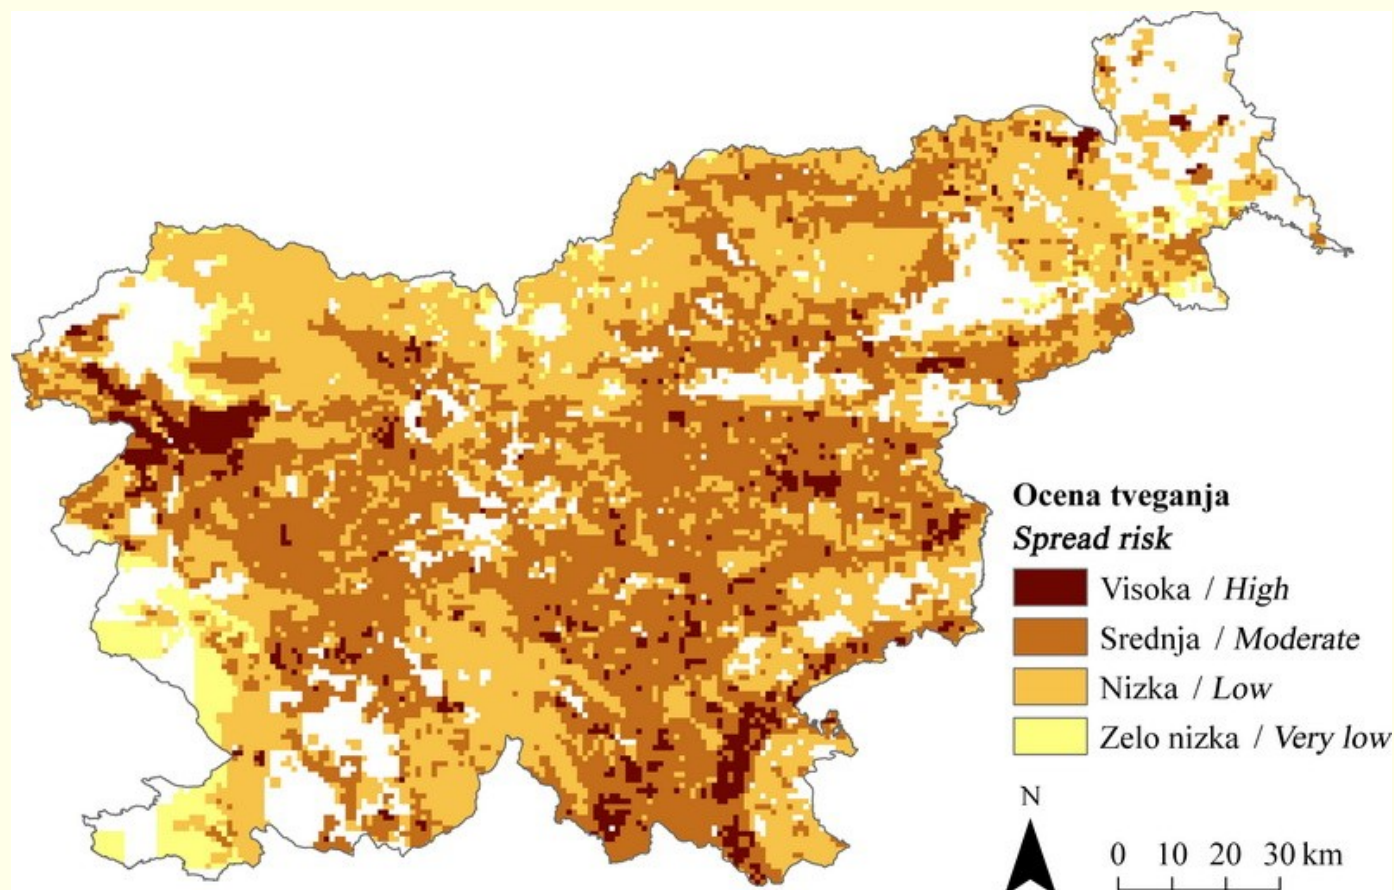 Ocena tveganja
Spread risk
Visoka / High
Srednja / Moderate
Nizka / Low
Zelo nizka / Very low
N
0 10 20 30 km